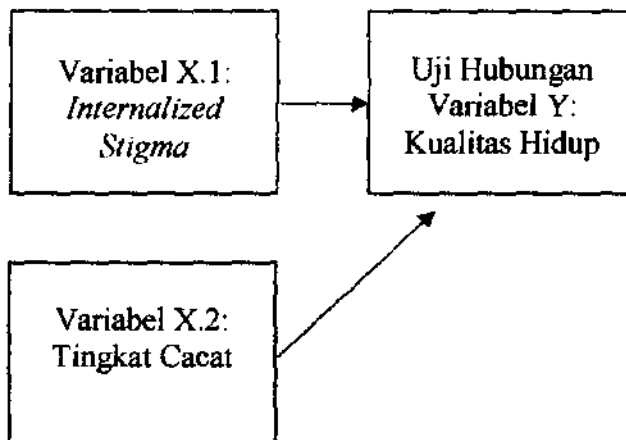 Variabel X.1:
Internalized
Stigma
Uji Hubungan
Variabel Y:
Kualitas Hidup
Variabel X.2:
Tingkat Cacat